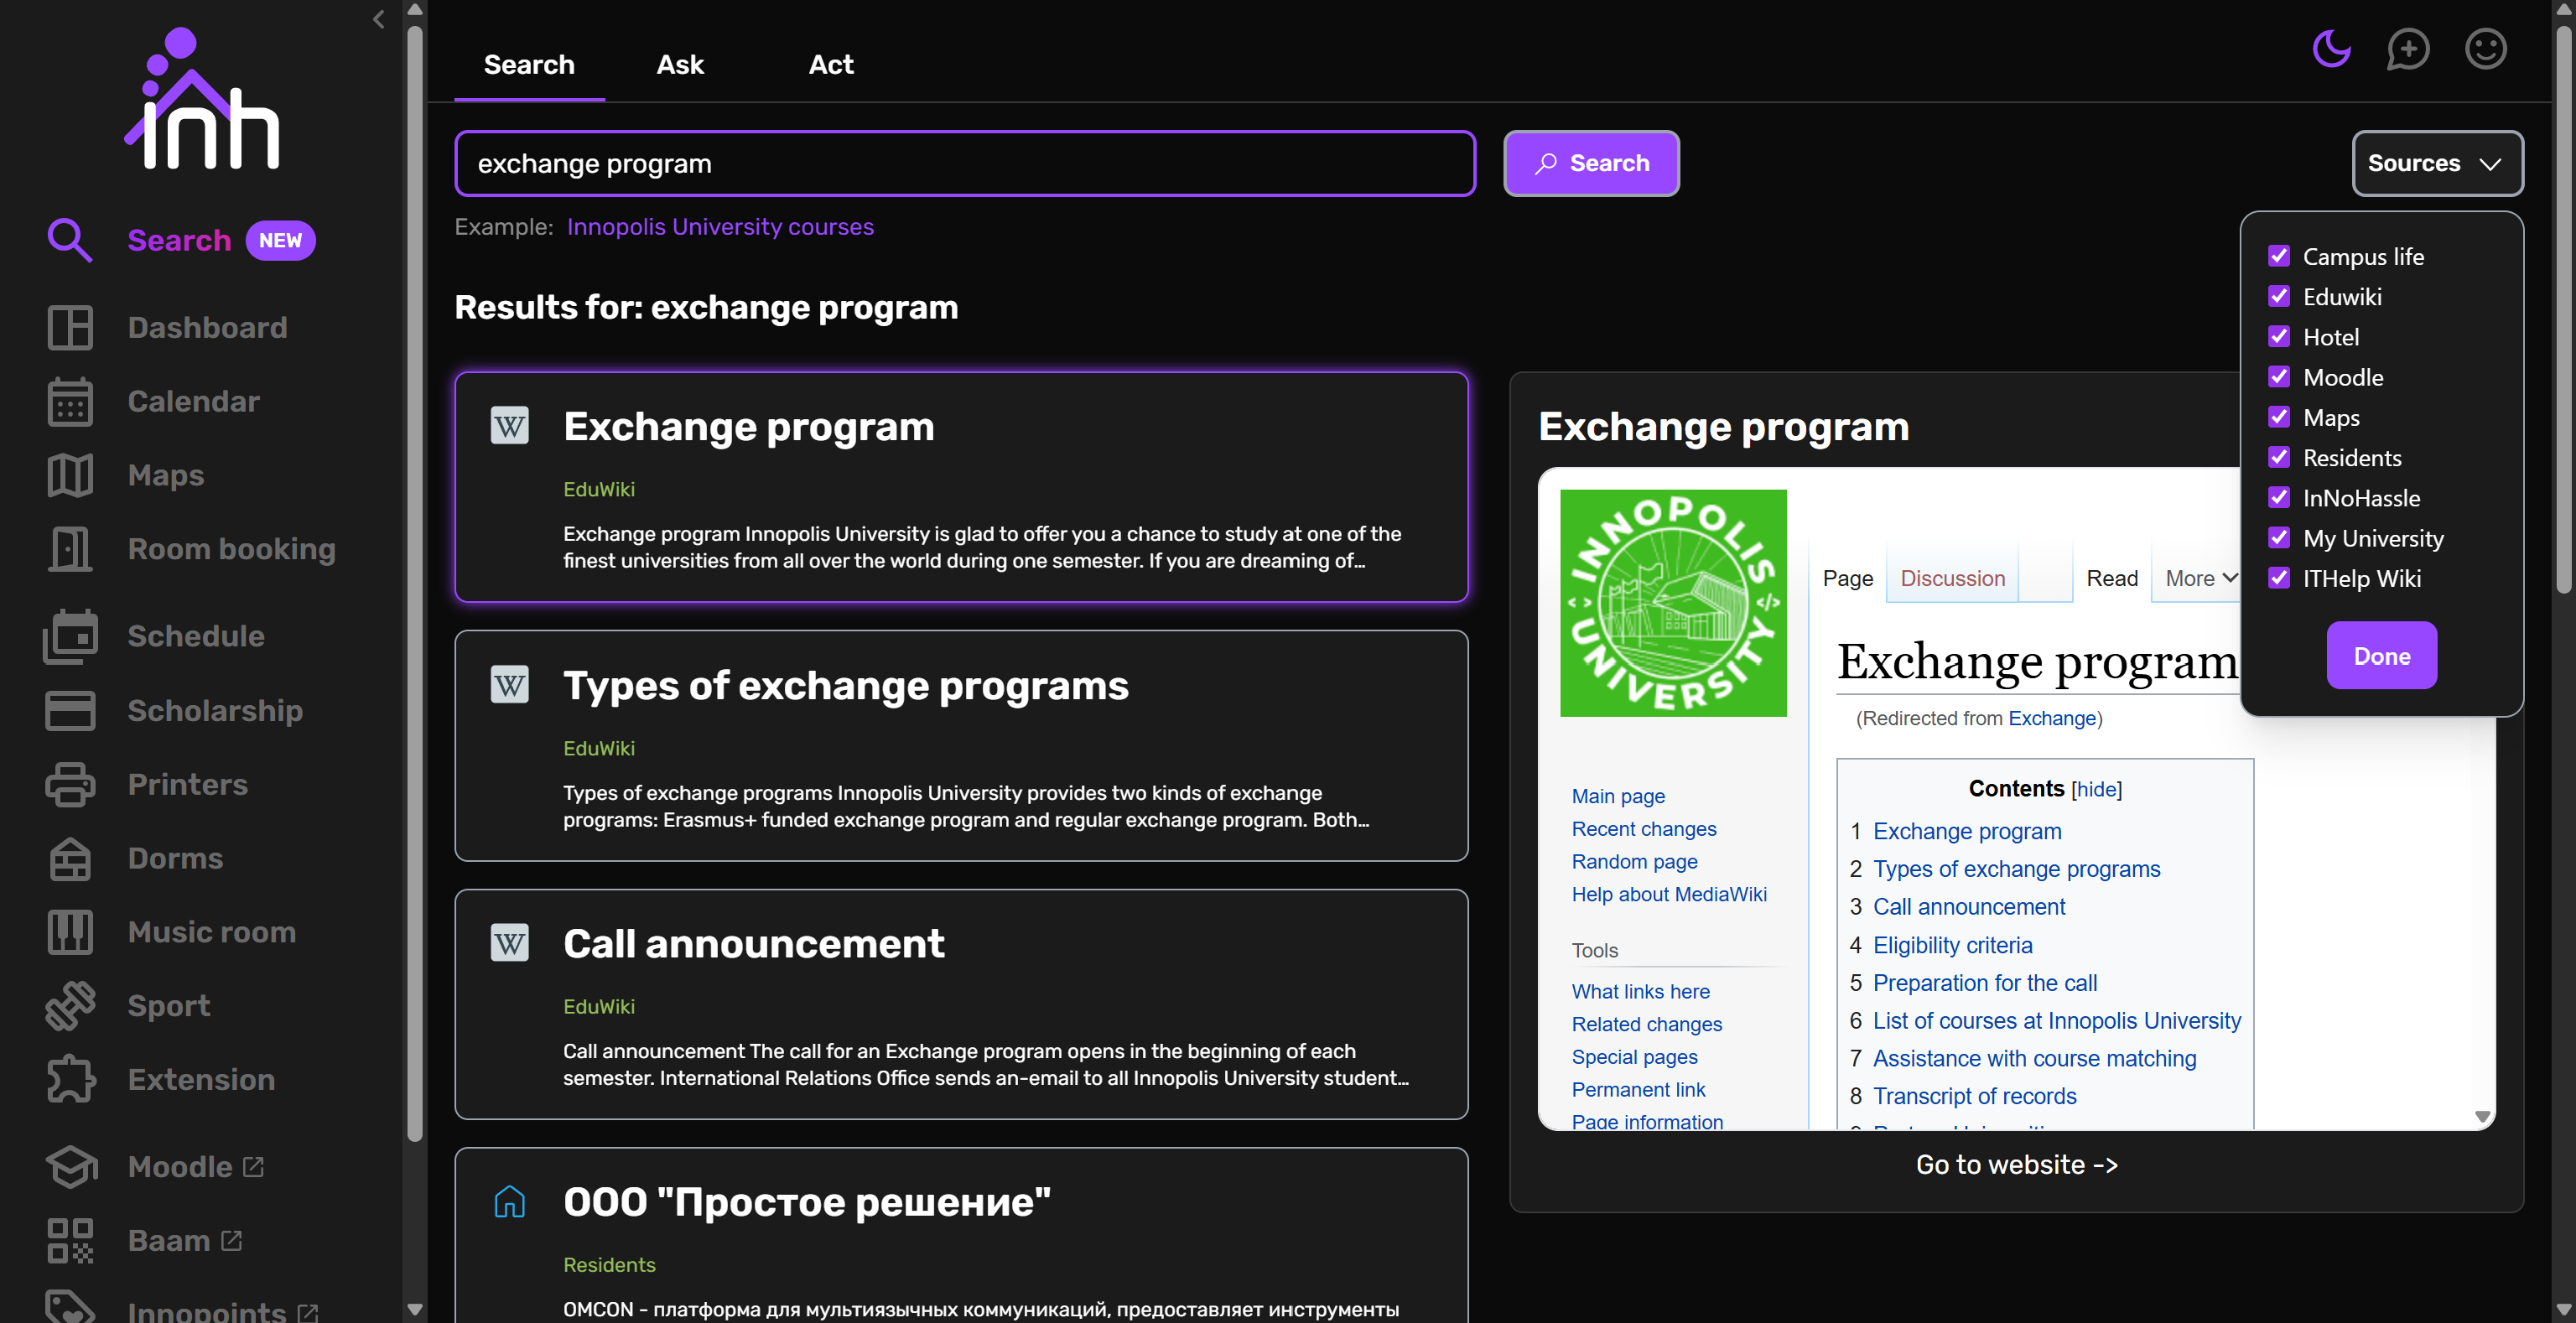 inh
Search NEW
Dashboard
Calendar
Maps
Room booking
Schedule
Scholarship
Printers
Dorms
Music room
Sport
Extension
Moodle
Baam
Innopoints
Search
Ask
Act
exchange program
Search
Sources
Example: Innopolis University courses
Results for: exchange program
W
Exchange program
EduWiki
Exchange program Innopolis University is glad to offer you a chance to study at one of the
finest universities from all over the world during one semester. If you are dreaming of...
W
Types of exchange programs
EduWiki
Types of exchange programs Innopolis University provides two kinds of exchange
programs: Erasmus+ funded exchange program and regular exchange program. Both...
W
Call announcement
EduWiki
Call announcement The call for an Exchange program opens in the beginning of each
semester. International Relations Office sends an-email to all Innopolis University student...
ООО "Простое решение"
Residents
OMCON - платформа для мультиязычных коммуникаций, предоставляет инструменты
Exchange program
INNOPOLIS
UNIVERSITY
Main page
Recent changes
Random page
Help about MediaWiki
Tools
What links here
Related changes
Special pages
Permanent link
Page information
Page
Discussion
Read
More
Exchange program
(Redirected from Exchange)
Contents [hide]
1 Exchange program
2 Types of exchange programs
3 Call announcement
4 Eligibility criteria
5 Preparation for the call
6 List of courses at Innopolis University
7 Assistance with course matching
8 Transcript of records
Go to website ->
Campus life
Eduwiki
Hotel
Moodle
Maps
Residents
InNoHassle
My University
ITHelp Wiki
Done